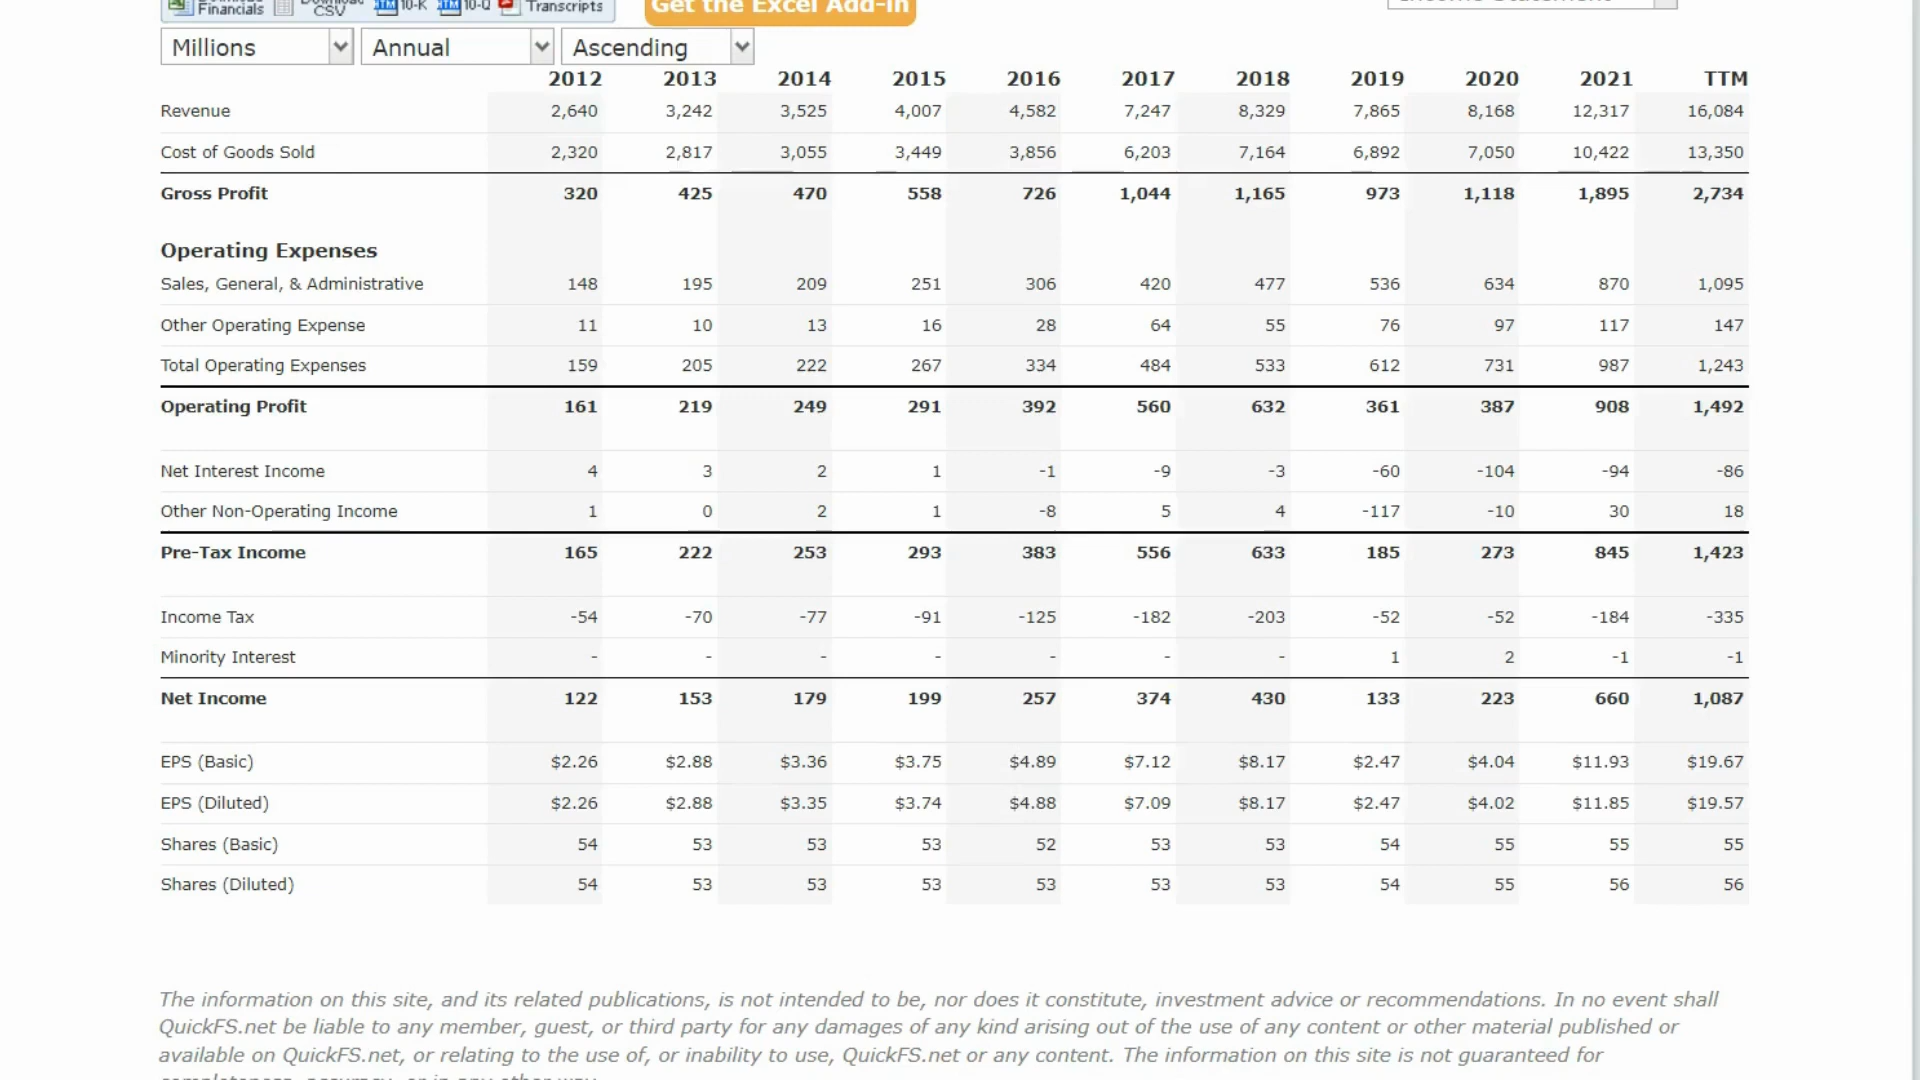 Financials CSV 10-K 10-Q Transcripts Get the Excel Add-in
Millions Annual Ascending
2012 2013 2014 2015 2016 2017 2018 2019 2020 2021 TTM
Revenue 2,640 3,242 3,525 4,007 4,582 7,247 8,329 7,865 8,168 12,317 16,084
Cost of Goods Sold 2,320 2,817 3,055 3,449 3,856 6,203 7,164 6,892 7,050 10,422 13,350
Gross Profit 320 425 470 558 726 1,044 1,165 973 1,118 1,895 2,734
Operating Expenses
Sales, General, & Administrative 148 195 209 251 306 420 477 536 634 870 1,095
Other Operating Expense 11 10 13 16 28 64 55 76 97 117 147
Total Operating Expenses 159 205 222 267 334 484 533 612 731 987 1,243
Operating Profit 161 219 249 291 392 560 632 361 387 908 1,492
Net Interest Income 4 3 2 1 -1 -9 -3 -60 -104 -94 -86
Other Non-Operating Income 1 0 2 1 -8 5 4 -117 -10 30 18
Pre-Tax Income 165 222 253 293 383 556 633 185 273 845 1,423
Income Tax -54 -70 -77 -91 -125 -182 -203 -52 -52 -184 -335
Minority Interest - - - - - - - 1 2 -1 -1
Net Income 122 153 179 199 257 374 430 133 223 660 1,087
EPS (Basic) $2.26 $2.88 $3.36 $3.75 $4.89 $7.12 $8.17 $2.47 $4.04 $11.93 $19.67
EPS (Diluted) $2.26 $2.88 $3.35 $3.74 $4.88 $7.09 $8.17 $2.47 $4.02 $11.85 $19.57
Shares (Basic) 54 53 53 53 52 53 53 54 55 55 55
Shares (Diluted) 54 53 53 53 53 53 53 54 55 56 56
The information on this site, and its related publications, is not intended to be, nor does it constitute, investment advice or recommendations. In no event shall
QuickFS.net be liable to any member, guest, or third party for any damages of any kind arising out of the use of any content or other material published or
available on QuickFS.net, or relating to the use of, or inability to use, QuickFS.net or any content. The information on this site is not guaranteed for